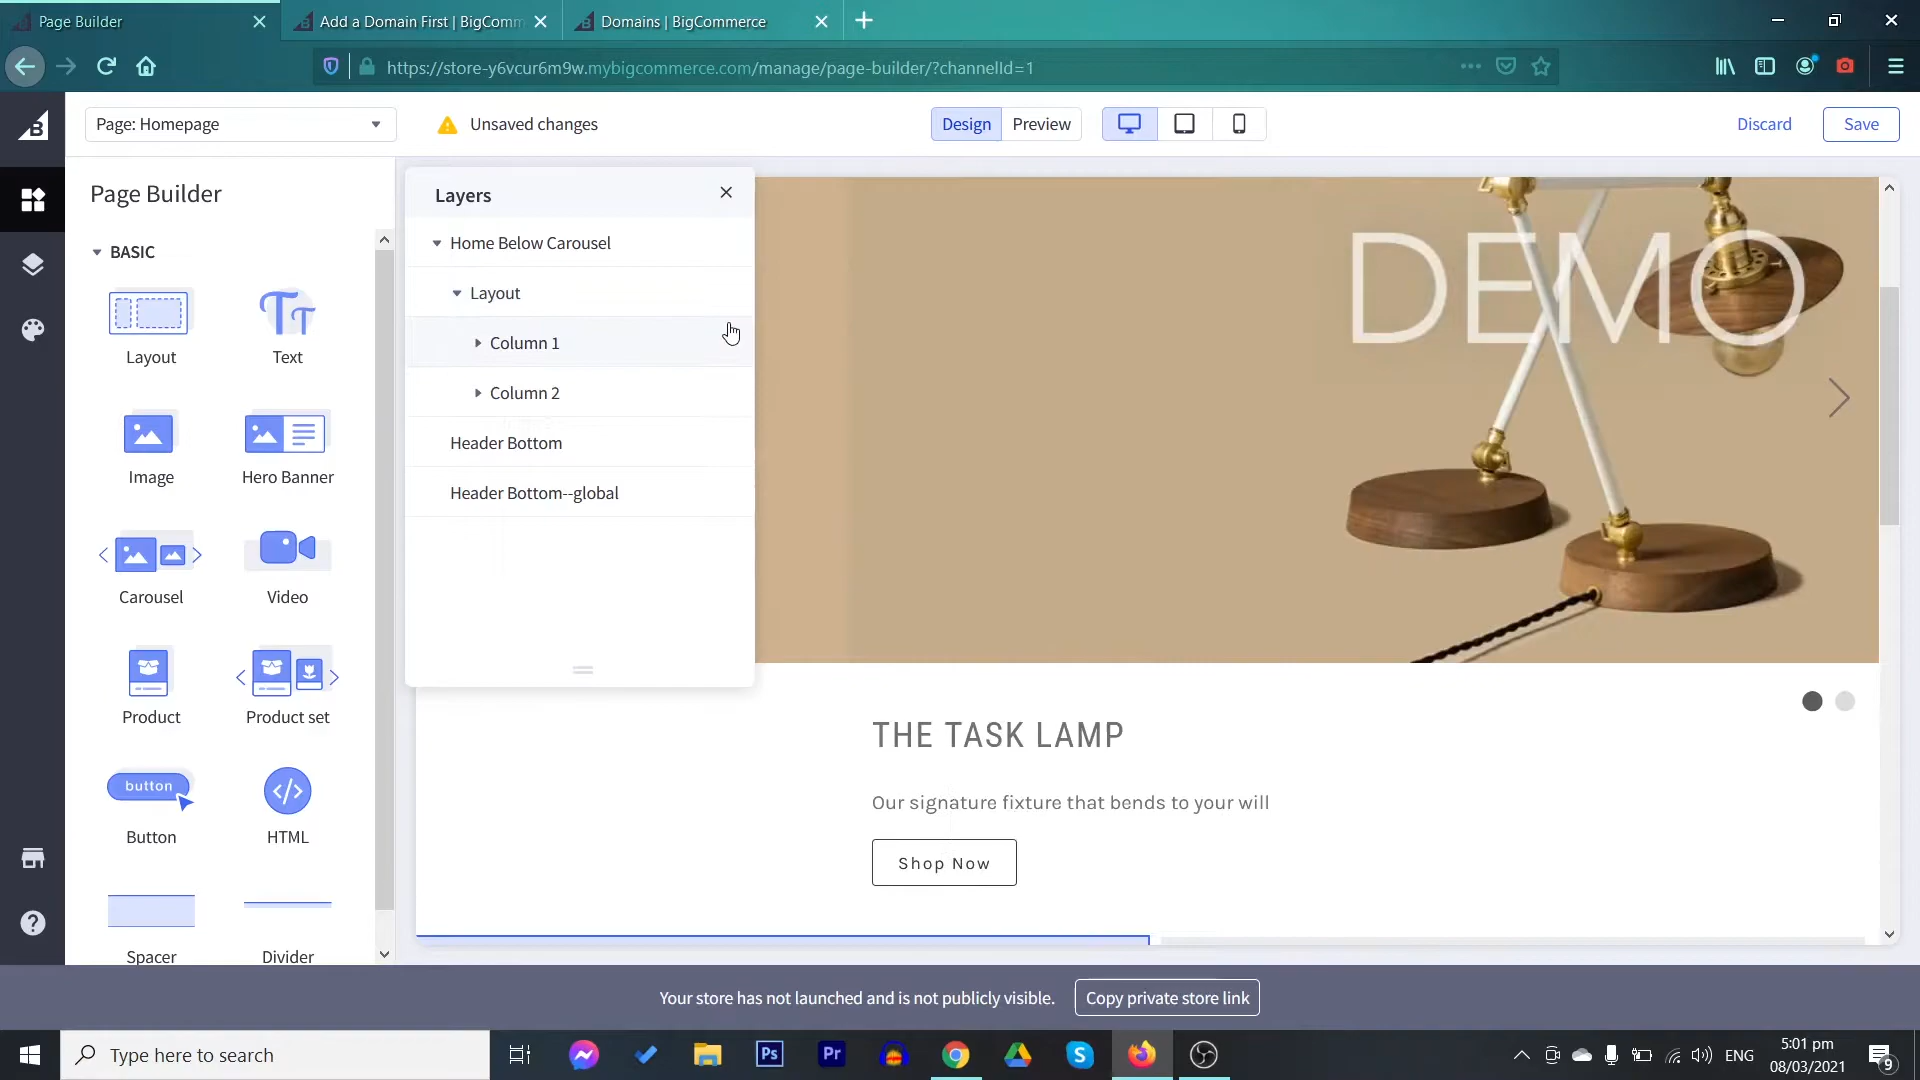 Page Builder
Add a Domain First | BigComm
Domains | BigCommerce
https://store-y6vcur6m9w.mybigcommerce.com/manage/page-builder/?channelId=1
Page: Homepage
Unsaved changes
Design
Preview
Discard
Save
Page Builder
BASIC
Layout
Text
Image
Hero Banner
Carousel
Video
Product
Product set
button
Button
HTML
Spacer
Divider
Layers
Home Below Carousel
Layout
Column 1
Column 2
Header Bottom
Header Bottom--global
DEMO
THE TASK LAMP
Our signature fixture that bends to your will
Shop Now
Your store has not launched and is not publicly visible.
Copy private store link
Type here to search
Ps
Pr
ENG
5:01 pm
08/03/2021
9